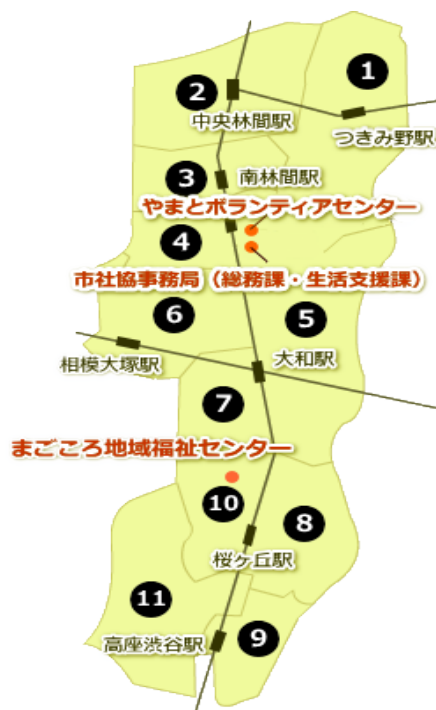 1
2
中央林間駅
つきみ野駅
3
南林間駅
やまとボランティアセンター
4
市社協事務局（総務課・生活支援課）
6
5
相模大塚駅
大和駅
7
まごころ地域福祉センター
10
8
桜ヶ丘駅
11
9
高座渋谷駅